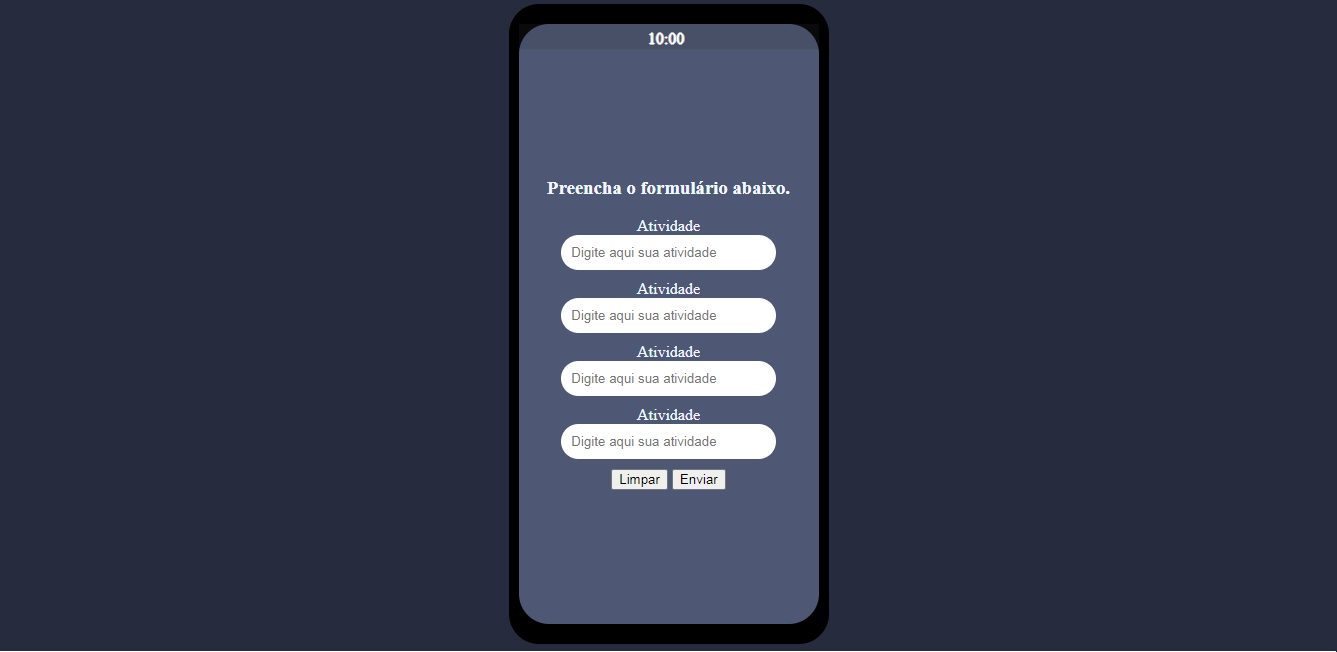 10:00
Preencha o formulário abaixo.
Atividade
Digite aqui sua atividade
Atividade
Digite aqui sua atividade
Atividade
Digite aqui sua atividade
Atividade
Digite aqui sua atividade
Limpar Enviar